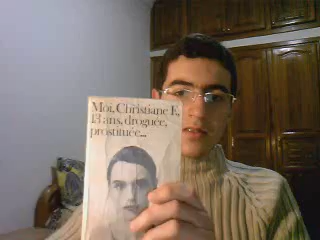 Moi, Christiane F.,
13 ans, droguée,
prostituée...